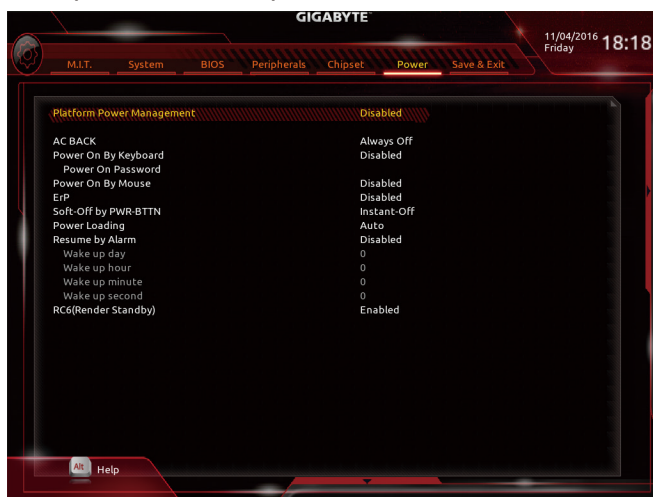 GIGABYTE™
11/04/2016 18:18
Friday
M.I.T. System BIOS Peripherals Chipset Power Save & Exit
Platform Power Management Disabled
AC BACK Always Off
Power On By Keyboard Disabled
Power On Password
Power On By Mouse Disabled
ErP Disabled
Soft-Off by PWR-BTTN Instant-Off
Power Loading Auto
Resume by Alarm Disabled
Wake up day 0
Wake up hour 0
Wake up minute 0
Wake up second 0
RC6(Render Standby) Enabled
Alt Help